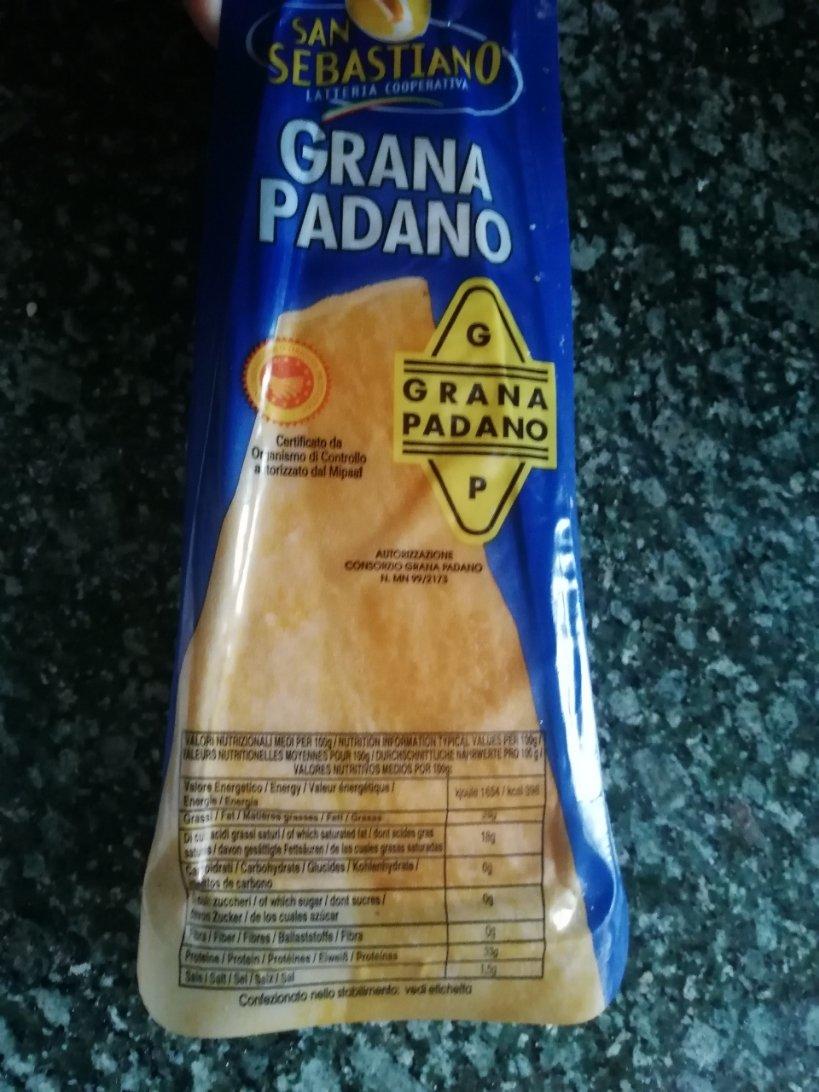 SAN
SEBASTIANO
LATTERIA COOPERATIVA
GRANA
PADANO
G
GRANA
PADANO
P
Certificato da
Organismo di Controllo
autorizzato dal Mipaaf
AUTORIZZAZIONE
CONSORZIO GRANA PADANO
N. MN 99/2173
VALORI NUTRIZIONALI MEDI PER 100g / NUTRITION INFORMATION TYPICAL VALUES PER 100g /
VALEURS NUTRITIONELLES MOYENNES POUR 100g / DURCHSCHNITTLICHE NÄHRWERTE PRO 100 g /
VALORES NUTRITIVOS MEDIOS POR 100g:
Valore Energetico / Energy / Valeur énergétique /
Energie / Energía
kjoule 1654 / kcal 398
Grassi / Fat / Matières grasses / Fett / Grasas
Di cui acidi grassi saturi / of which saturated fat / dont acides gras
saturés / davon gesättigte Fettsäuren / de las cuales grasas saturadas
18g
Carboidrati / Carbohydrate / Glucides / Kohlenhydrate /
de carbono
0g
zuccheri / of which sugar / dont sucres /
davon Zucker / de los cuales azúcar
0g
Fibra / Fiber / Fibres / Ballaststoffe / Fibra
0g
Proteine / Protein / Protéines / Eiweiß / Proteínas
33g
Sale / Salt / Sel / Salz / Sal
1,5g
Confezionato nello stabilimento: vedi etichetta